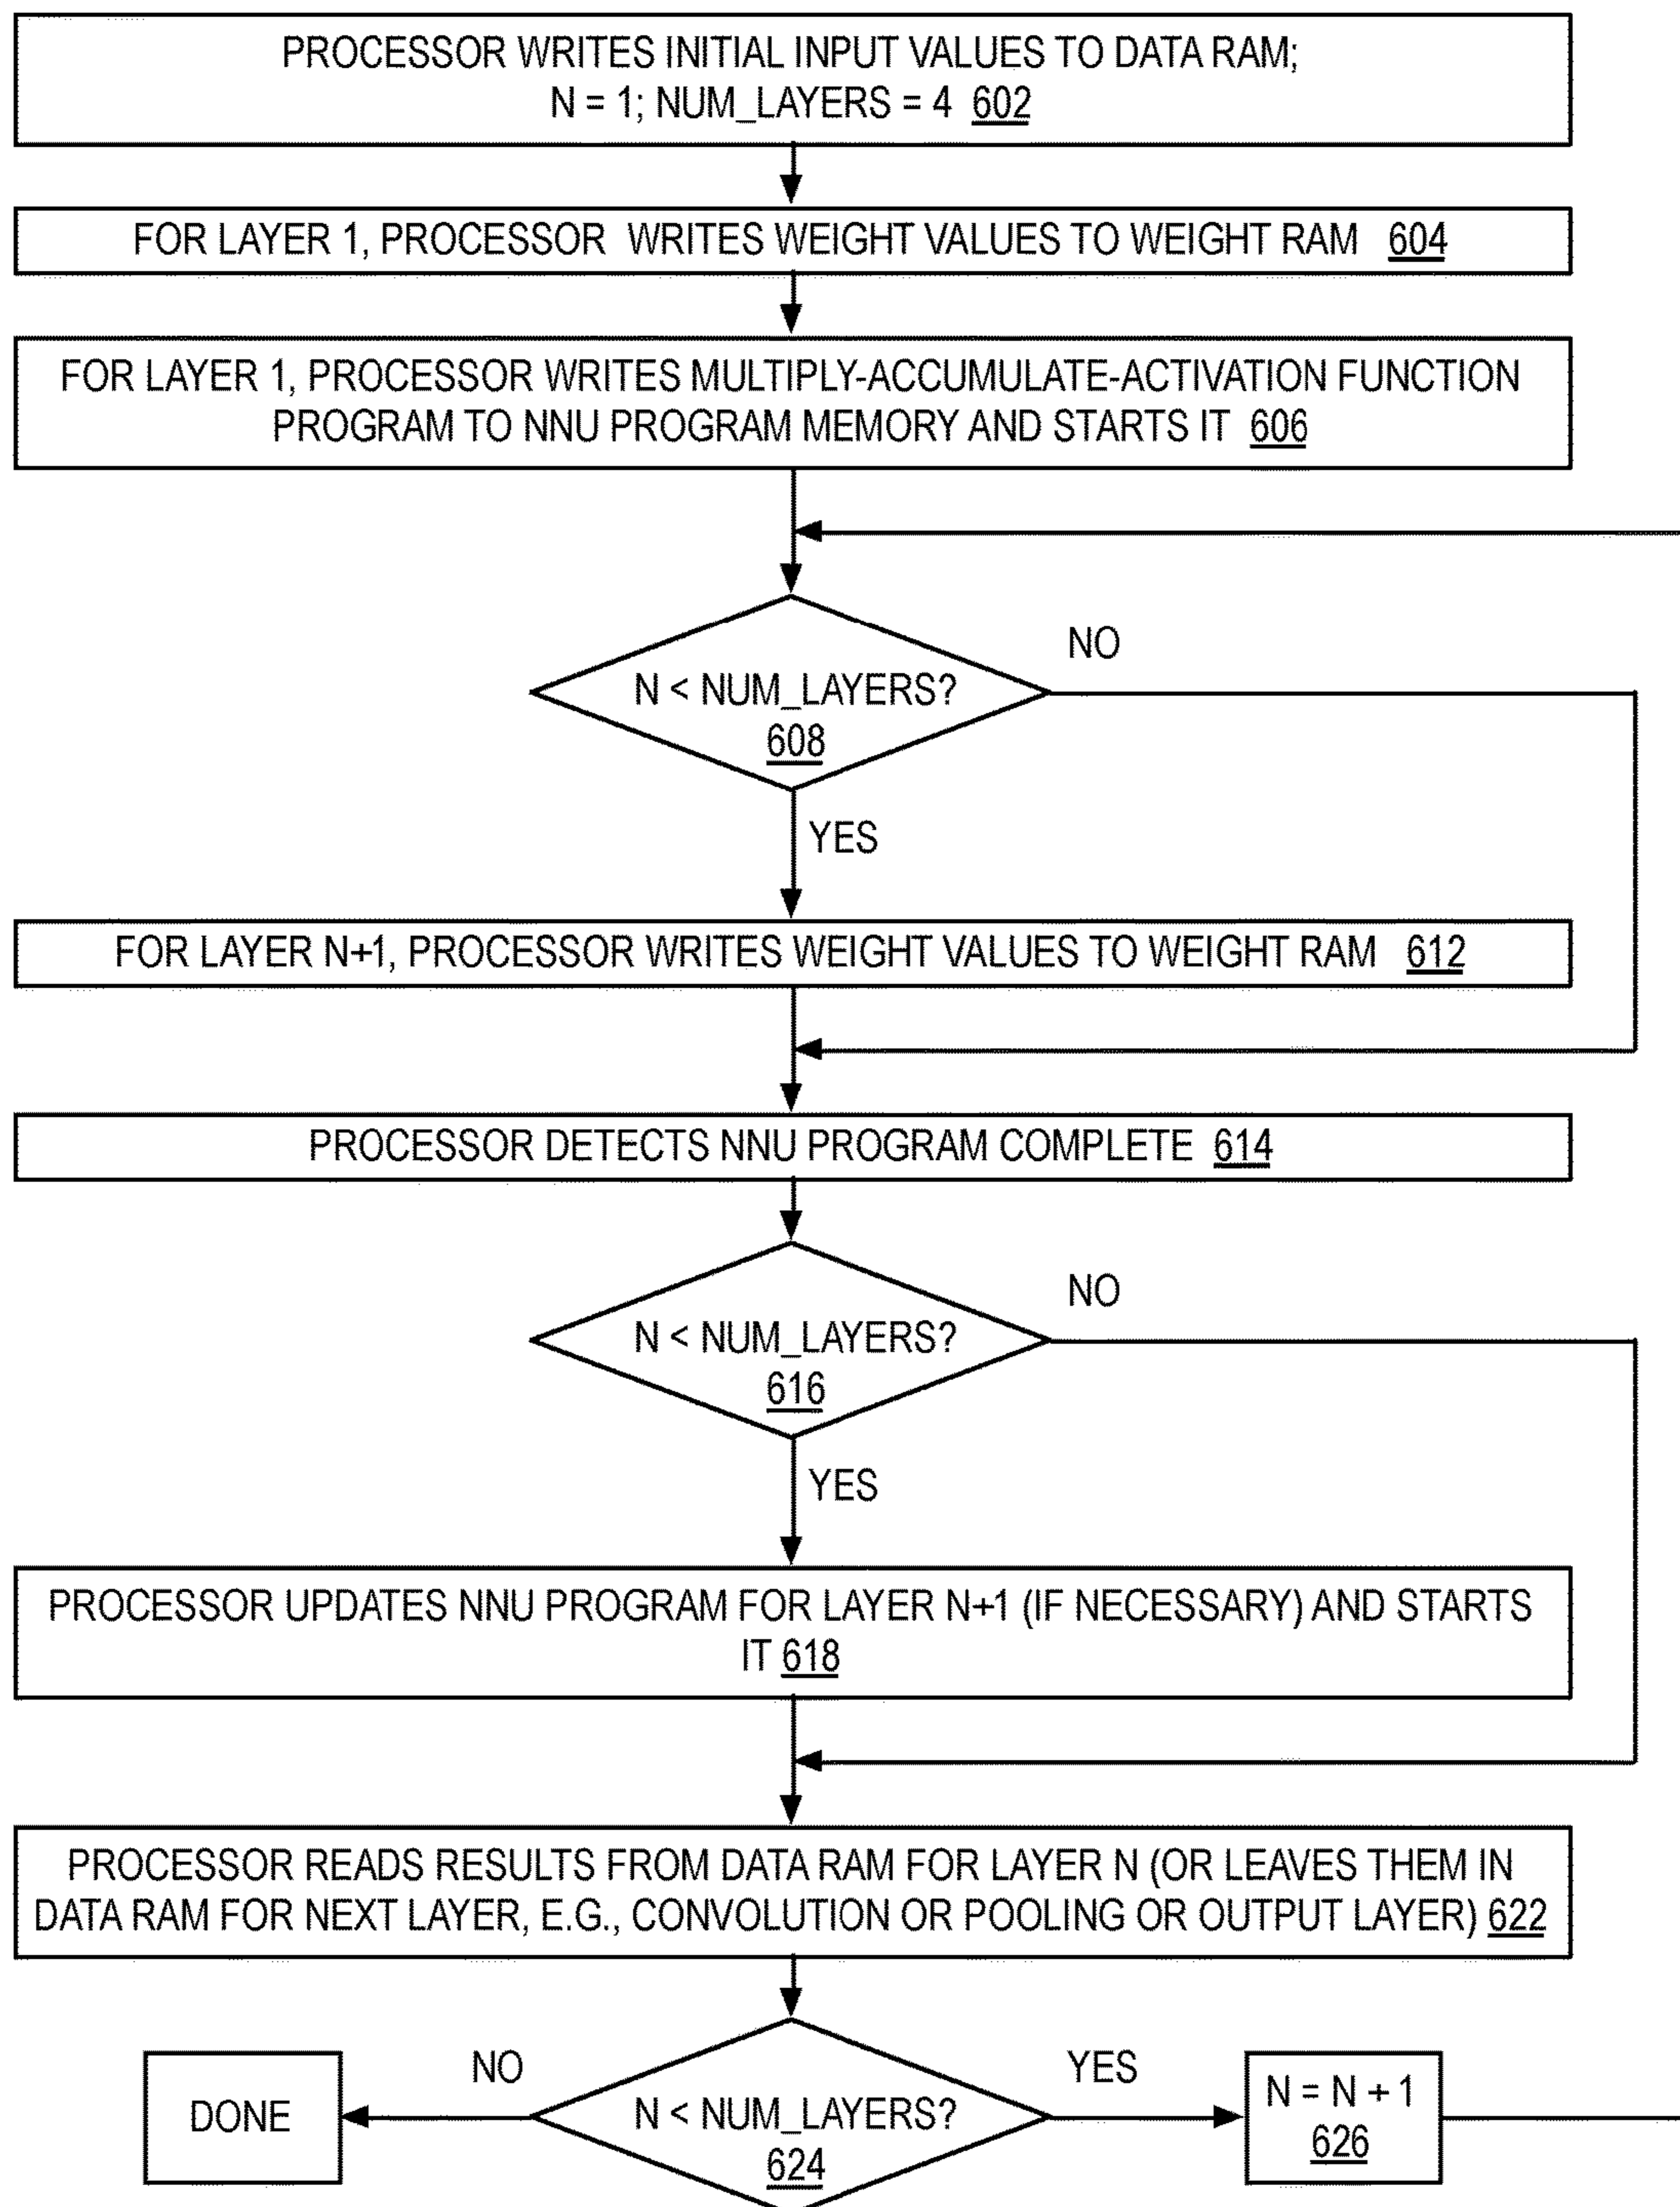 PROCESSOR WRITES INITIAL INPUT VALUES TO DATA RAM;
N = 1; NUM_LAYERS = 4 602
FOR LAYER 1, PROCESSOR WRITES WEIGHT VALUES TO WEIGHT RAM 604
FOR LAYER 1, PROCESSOR WRITES MULTIPLY-ACCUMULATE-ACTIVATION FUNCTION
PROGRAM TO NNU PROGRAM MEMORY AND STARTS IT 606
NO
N < NUM_LAYERS?
608
YES
FOR LAYER N+1, PROCESSOR WRITES WEIGHT VALUES TO WEIGHT RAM 612
PROCESSOR DETECTS NNU PROGRAM COMPLETE 614
NO
N < NUM_LAYERS?
616
YES
PROCESSOR UPDATES NNU PROGRAM FOR LAYER N+1 (IF NECESSARY) AND STARTS
IT 618
PROCESSOR READS RESULTS FROM DATA RAM FOR LAYER N (OR LEAVES THEM IN
DATA RAM FOR NEXT LAYER, E.G., CONVOLUTION OR POOLING OR OUTPUT LAYER) 622
NO
YES
DONE
N < NUM_LAYERS?
624
N = N + 1
626